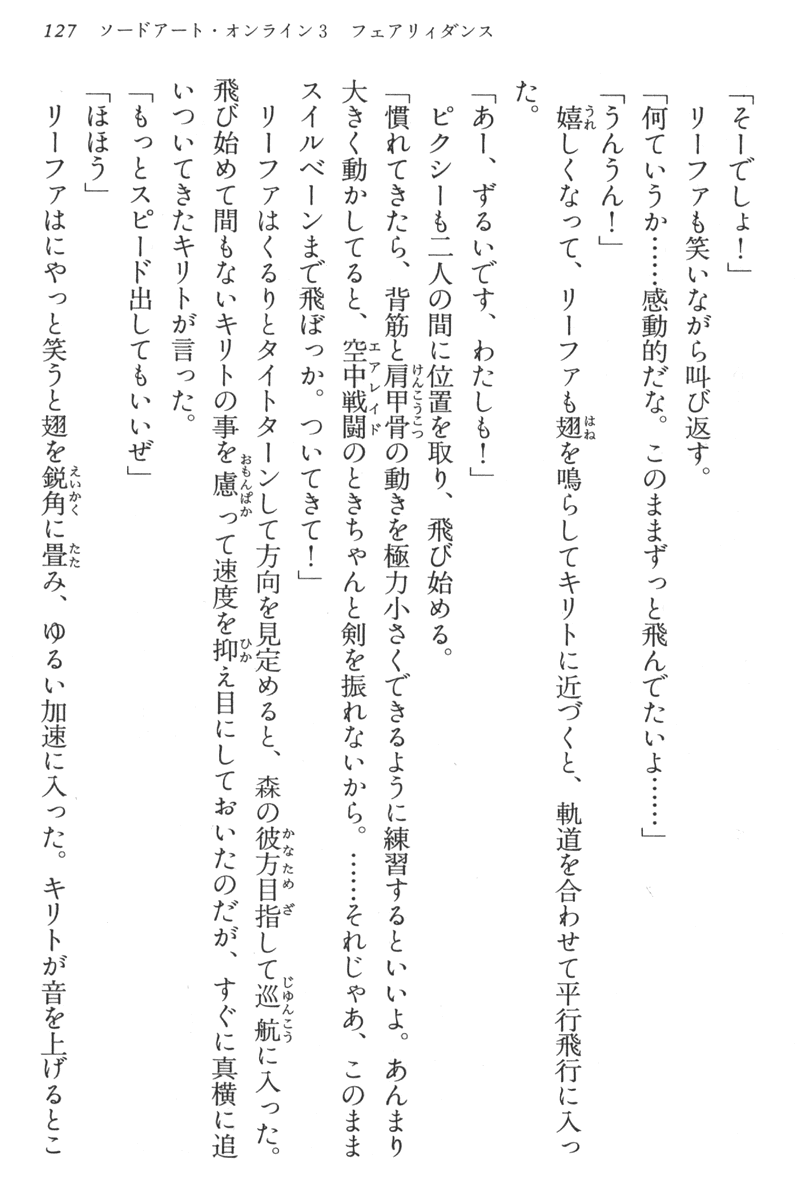 127　ソードアート・オンライン3　フェアリィダンス
「そーでしょ！」
　リーファも笑いながら叫び返す。
「何ていうか……感動的だな。このままずっと飛んでたいよ……」
「うんうん！」
　嬉しくなって、リーファも翅を鳴らしてキリトに近づくと、軌道を合わせて平行飛行に入っ
た。
「あー、ずるいです、わたしも！」
　ピクシーも二人の間に位置を取り、飛び始める。
「慣れてきたら、背筋と肩甲骨の動きを極力小さくできるように練習するといいよ。あんまり
大きく動かしてると、空中戦闘のときちゃんと剣を振れないから。……それじゃあ、このまま
スイルベーンまで飛ぼっか。ついてきて！」
　リーファはくるりとタイトターンして方向を見定めると、森の彼方目指して巡航に入った。
飛び始めて間もないキリトの事を慮って速度を抑え目にしておいたのだが、すぐに真横に追
いついてきたキリトが言った。
「もっとスピード出してもいいぜ」
「ほほう」
　リーファはにやっと笑うと翅を鋭角に畳み、ゆるい加速に入った。キリトが音を上げるとこ